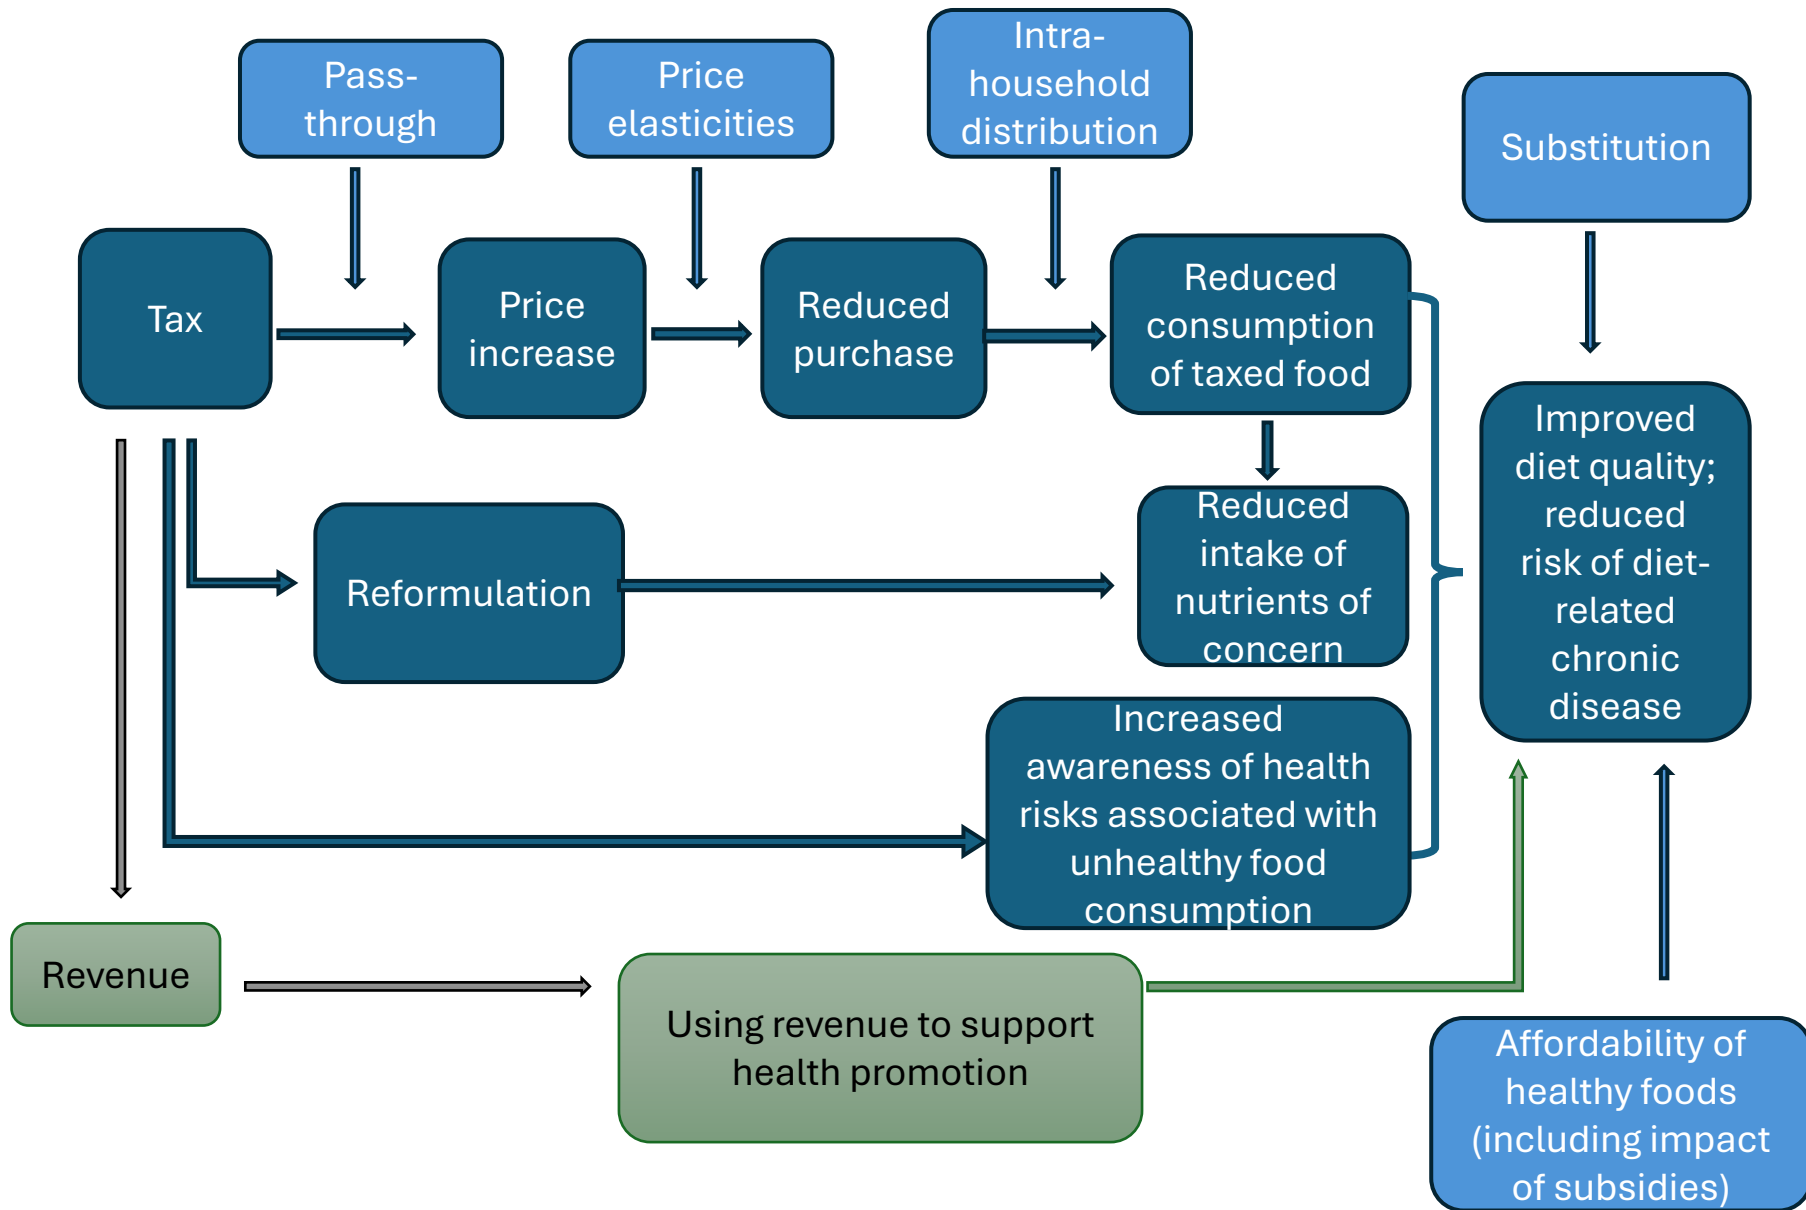 Pass-
through
Price
elasticities
Intra-
household
distribution
Substitution
Tax
Price
increase
Reduced
purchase
Reduced
consumption
of taxed food
Improved
diet quality;
reduced
risk of diet-
related
chronic
disease
Reformulation
Reduced
intake of
nutrients of
concern
Increased
awareness of health
risks associated with
unhealthy food
consumption
Revenue
Using revenue to support
health promotion
Affordability of
healthy foods
(including impact
of subsidies)